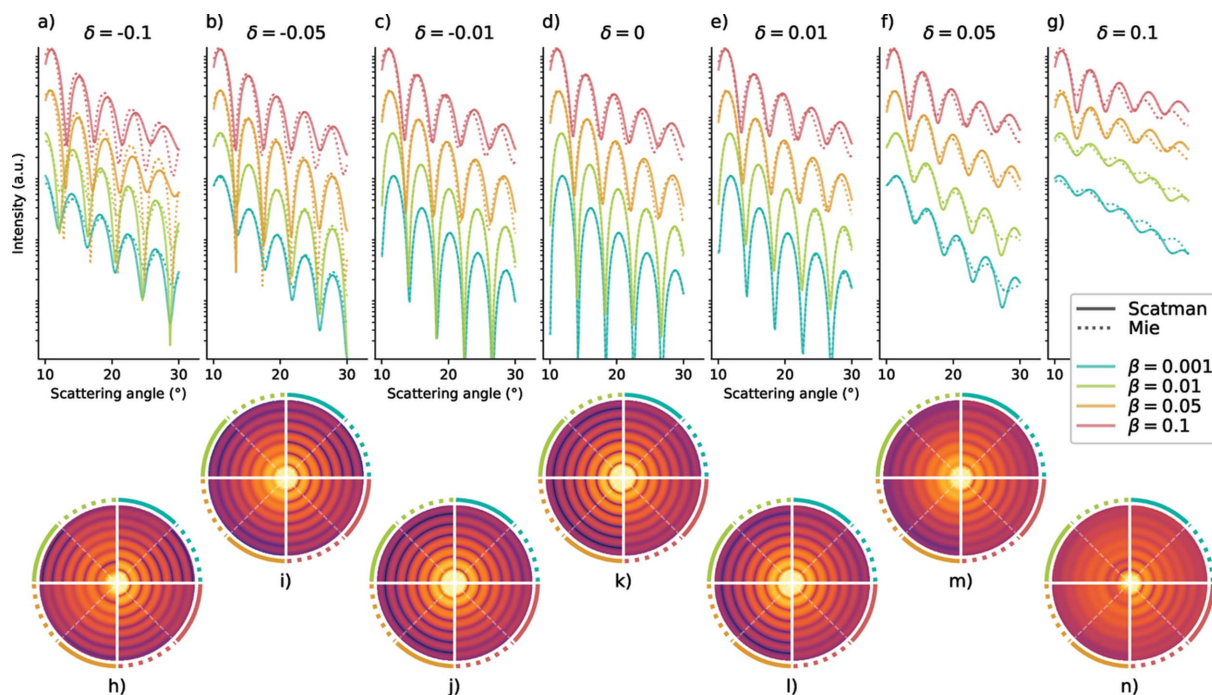 a) b) c) d) e) f) g)
δ = -0.1 δ = -0.05 δ = -0.01 δ = 0 δ = 0.01 δ = 0.05 δ = 0.1
Intensity (a.u.)
Scatman
Mie
β = 0.001
β = 0.01
β = 0.05
β = 0.1
10 20 30 10 20 30 10 20 30 10 20 30 10 20 30 10 20 30 10 20 30
Scattering angle (°) Scattering angle (°) Scattering angle (°)
i) k) m)
h) j) l) n)